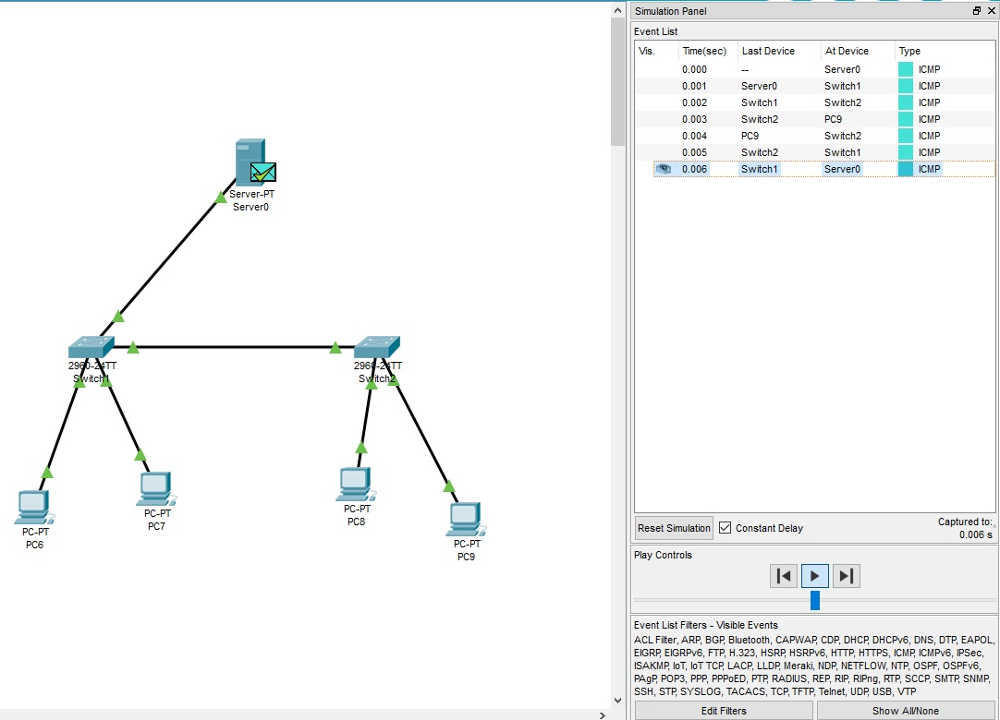 Simulation Panel
Event List
Vis. Time(sec) Last Device At Device Type
0.000 -- Server0 ICMP
0.001 Server0 Switch1 ICMP
0.002 Switch1 Switch2 ICMP
0.003 Switch2 PC9 ICMP
0.004 PC9 Switch2 ICMP
0.005 Switch2 Switch1 ICMP
0.006 Switch1 Server0 ICMP
Server-PT
Server0
2960-24TT
Switch1
2960-24TT
Switch2
PC-PT
PC6
PC-PT
PC7
PC-PT
PC8
PC-PT
PC9
Reset Simulation Constant Delay Captured to:
0.006 s
Play Controls
Event List Filters - Visible Events
ACL Filter, ARP, BGP, Bluetooth, CAPWAP, CDP, DHCP, DHCPv6, DNS, DTP, EAPOL,
EIGRP, EIGRPv6, FTP, H.323, HSRP, HSRPv6, HTTP, HTTPS, ICMP, ICMPv6, IPSec,
ISAKMP, IoT, IoT TCP, LACP, LLDP, Meraki, NDP, NETFLOW, NTP, OSPF, OSPFv6,
PAgP, POP3, PPP, PPPoED, PTP, RADIUS, REP, RIP, RIPng, RTP, SCCP, SMTP, SNMP,
SSH, STP, SYSLOG, TACACS, TCP, TFTP, Telnet, UDP, USB, VTP
Edit Filters Show All/None